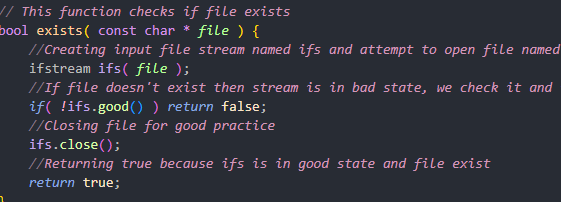 // This function checks if file exists
bool exists( const char * file ) {
//Creating input file stream named ifs and attempt to open file named
ifstream ifs( file );
//If file doesn't exist then stream is in bad state, we check it and
if( !ifs.good() ) return false;
//Closing file for good practice
ifs.close();
//Returning true because ifs is in good state and file exist
return true;
}